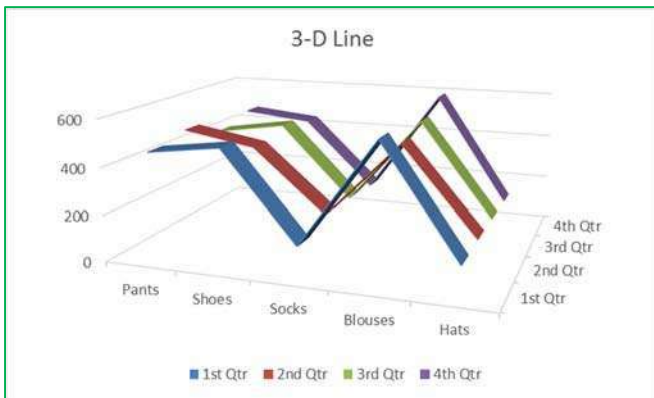 3-D Line
600
400
200
0
Pants
Shoes
Socks
Blouses
Hats
4th Qtr
3rd Qtr
2nd Qtr
1st Qtr
1st Qtr 2nd Qtr 3rd Qtr 4th Qtr